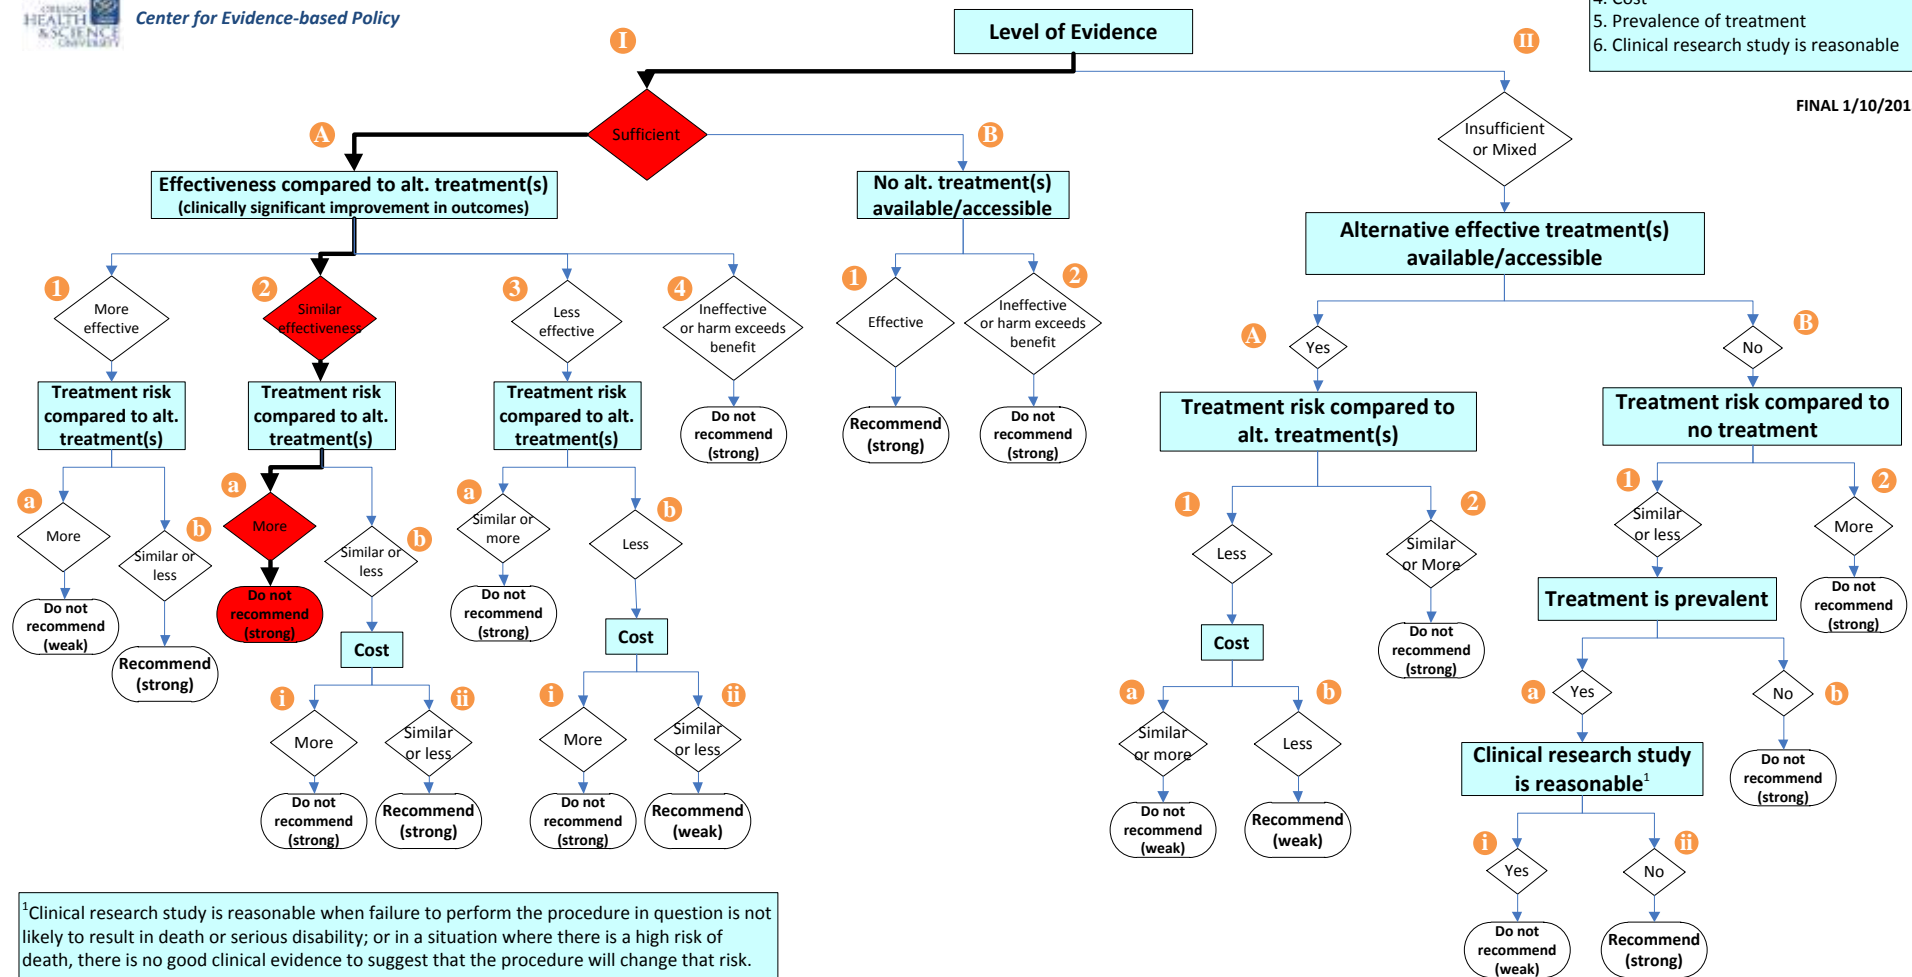 OREGON
HEALTH
& SCIENCE
UNIVERSITY
Center for Evidence-based Policy
4. Cost
5. Prevalence of treatment
6. Clinical research study is reasonable
FINAL 1/10/201
Level of Evidence
I
II
Sufficient
Insufficient
or Mixed
A
B
Effectiveness compared to alt. treatment(s)
(clinically significant improvement in outcomes)
No alt. treatment(s)
available/accessible
Alternative effective treatment(s)
available/accessible
1
More
effective
2
Similar
effectiveness
3
Less
effective
4
Ineffective
or harm exceeds
benefit
1
Effective
2
Ineffective
or harm exceeds
benefit
A
Yes
B
No
Treatment risk
compared to alt.
treatment(s)
Treatment risk
compared to alt.
treatment(s)
Treatment risk
compared to alt.
treatment(s)
Do not
recommend
(strong)
Recommend
(strong)
Do not
recommend
(strong)
Treatment risk compared to
alt. treatment(s)
Treatment risk compared to
no treatment
a
More
b
Similar or
less
a
More
b
Similar or
less
a
Similar or
more
b
Less
1
Less
2
Similar
or More
1
Similar
or less
2
More
Do not
recommend
(weak)
Recommend
(strong)
Do not
recommend
(strong)
Cost
Do not
recommend
(strong)
Cost
Cost
Do not
recommend
(strong)
Treatment is prevalent
Do not
recommend
(strong)
i
More
ii
Similar
or less
i
More
ii
Similar
or less
a
Similar
or more
b
Less
a
Yes
No
b
Do not
recommend
(strong)
Recommend
(strong)
Do not
recommend
(strong)
Recommend
(weak)
Do not
recommend
(weak)
Recommend
(weak)
Clinical research study
is reasonable1
Do not
recommend
(strong)
i
Yes
ii
No
Do not
recommend
(weak)
Recommend
(strong)
1Clinical research study is reasonable when failure to perform the procedure in question is not
likely to result in death or serious disability; or in a situation where there is a high risk of
death, there is no good clinical evidence to suggest that the procedure will change that risk.